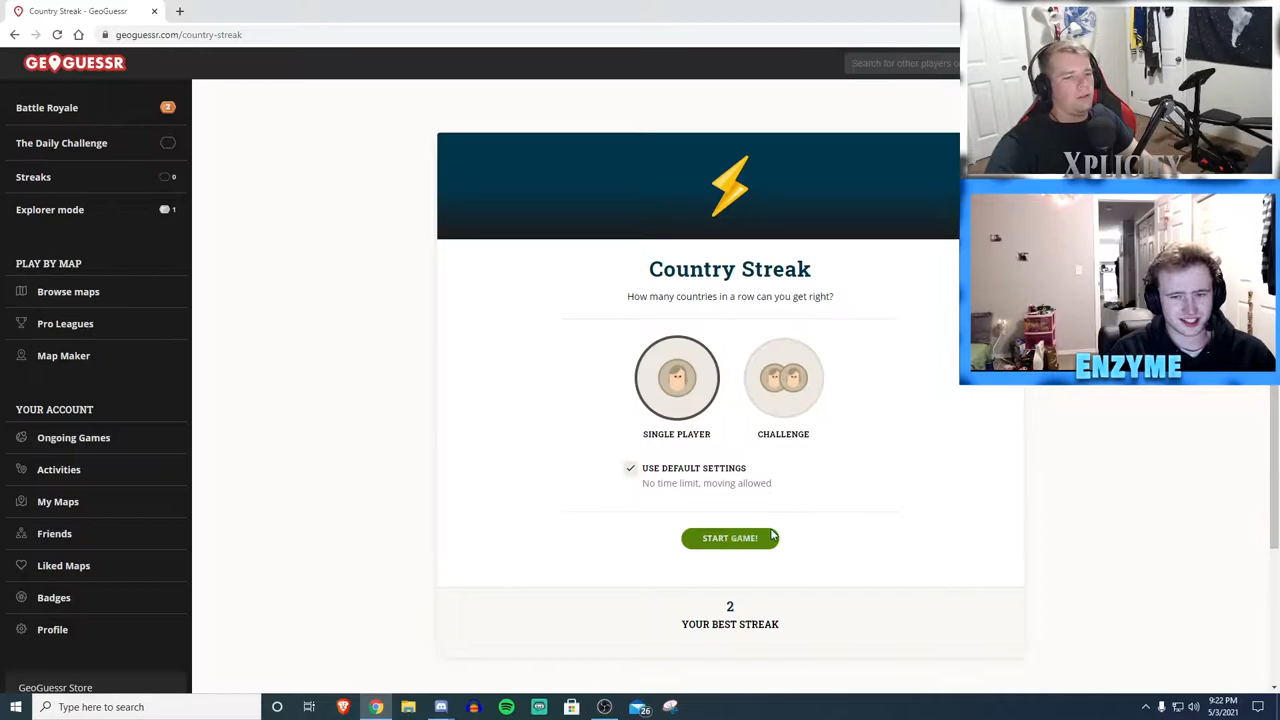 Country Streak - GeoGuessr
geoguessr.com/country-streak
GEOGUESSR
Search for other players o
Battle Royale 2
The Daily Challenge
Streaks 0
Explorer mode 1
PLAY BY MAP
Browse maps
Pro Leagues
Map Maker
YOUR ACCOUNT
Ongoing Games
Activities
My Maps
Friends
Liked Maps
Badges
Profile
GeoGuessr Store
Country Streak
How many countries in a row can you get right?
SINGLE PLAYER
CHALLENGE
USE DEFAULT SETTINGS
No time limit, moving allowed
START GAME!
2
YOUR BEST STREAK
XPLICITY
ENZYME
Type here to search
26
9:22 PM
5/3/2021